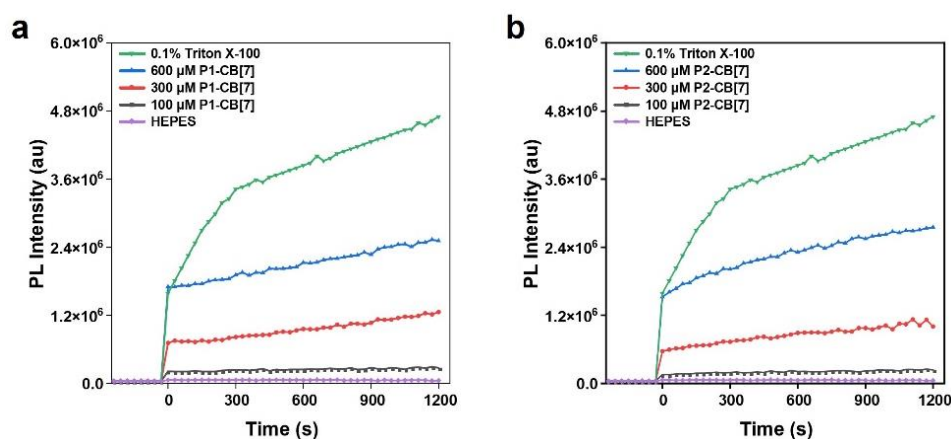 a
6.0×10⁶
4.8×10⁶
3.6×10⁶
2.4×10⁶
1.2×10⁶
0.0
PL Intensity (au)
0.1% Triton X-100
600 µM P1-CB[7]
300 µM P1-CB[7]
100 µM P1-CB[7]
HEPES
0 300 600 900 1200
Time (s)
b
6.0×10⁶
4.8×10⁶
3.6×10⁶
2.4×10⁶
1.2×10⁶
0.0
PL Intensity (au)
0.1% Triton X-100
600 µM P2-CB[7]
300 µM P2-CB[7]
100 µM P2-CB[7]
HEPES
0 300 600 900 1200
Time (s)